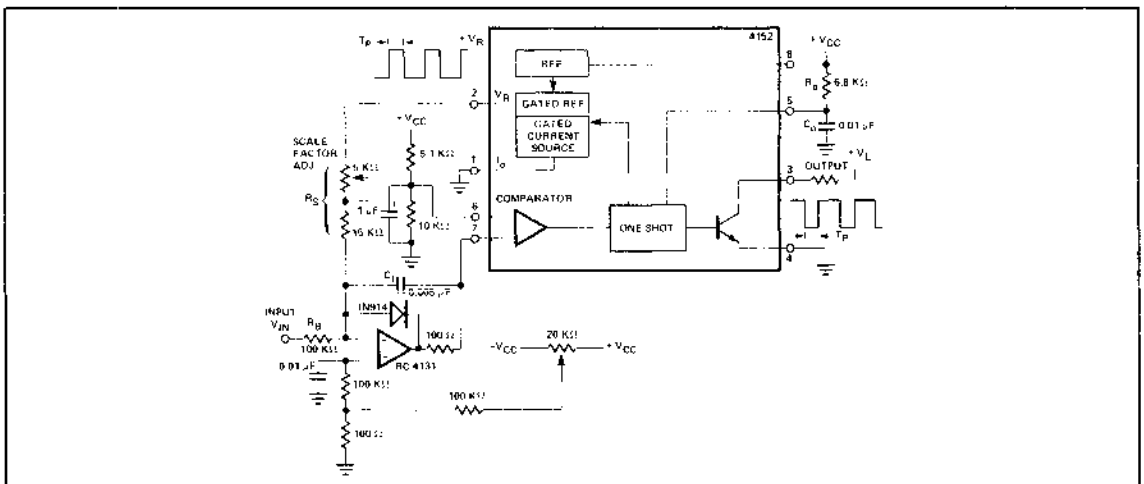 Tp
+VR
4152
REF
8
+VCC
2
VR
Ro
6.8 KΩ
GATED REF
5
+VCC
GATED
CURRENT
SOURCE
Co
0.01 µF
SCALE
FACTOR
ADJ
5.1 KΩ
1
Io
+VL
5 KΩ
3
OUTPUT
RS
COMPARATOR
6
1 µF
10 KΩ
7
ONE SHOT
TP
4
CI
0.005 µF
INPUT
VIN
RB
IN914
100 KΩ
100 Ω
20 KΩ
-VCC
+VCC
RC 4131
0.01 µF
100 KΩ
100 KΩ
100 Ω